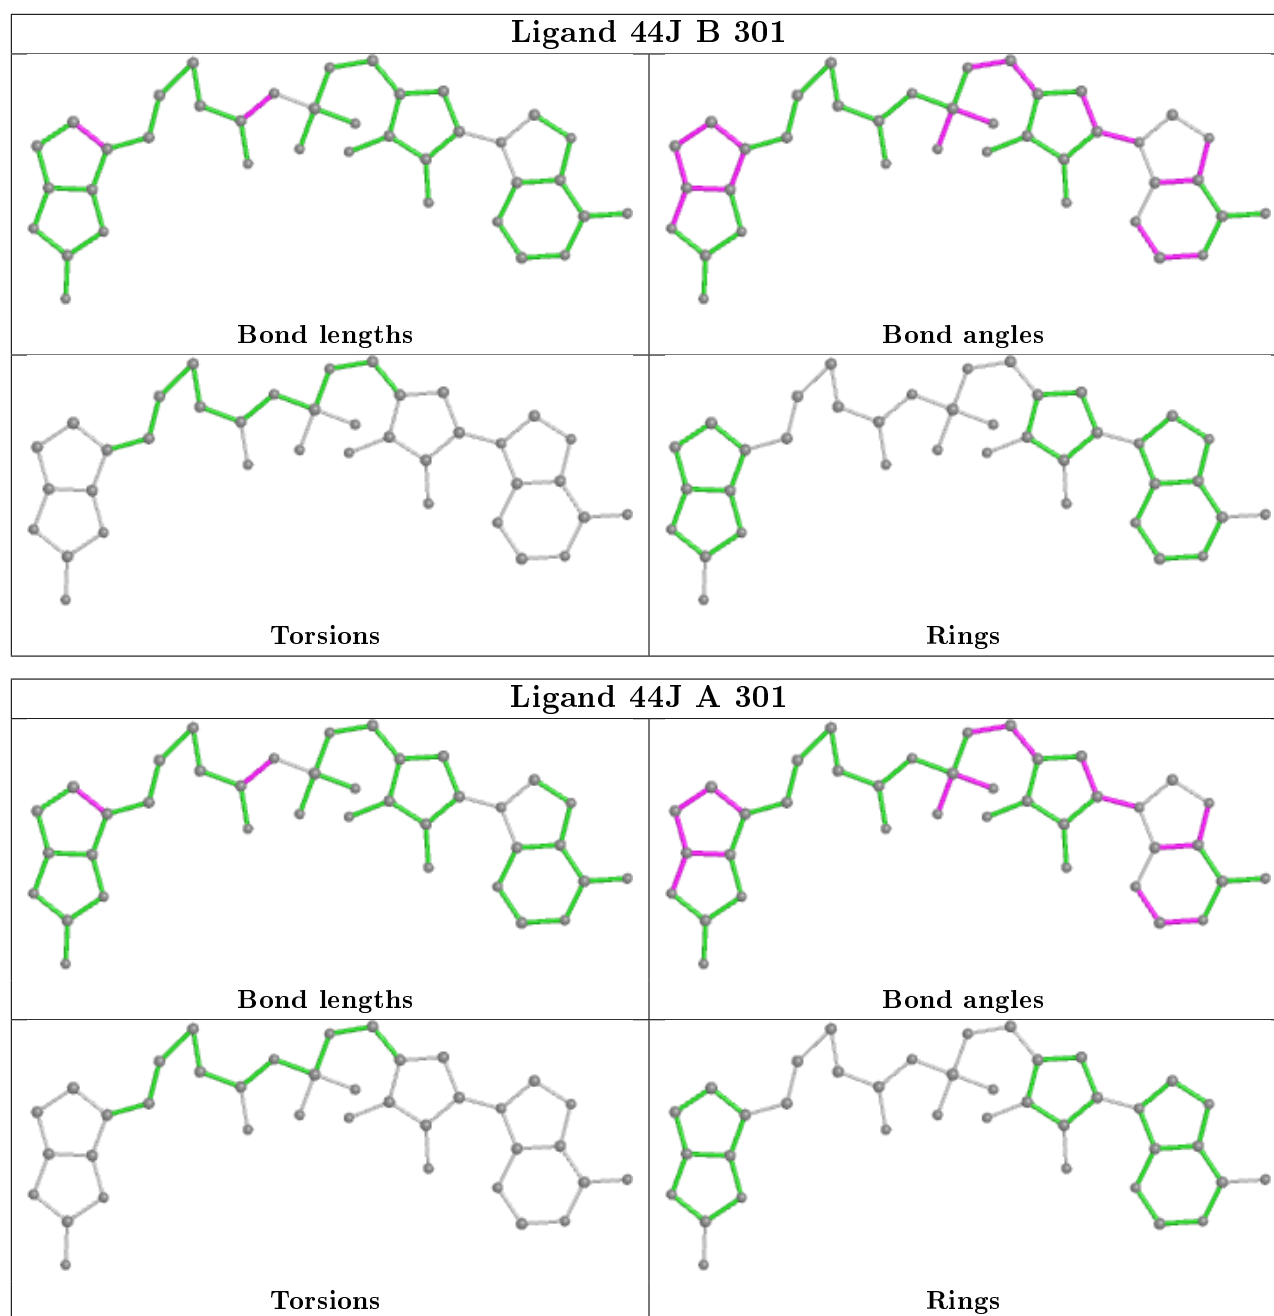 Ligand 44J B 301
Bond lengths
Bond angles
Torsions
Rings
Ligand 44J A 301
Bond lengths
Bond angles
Torsions
Rings